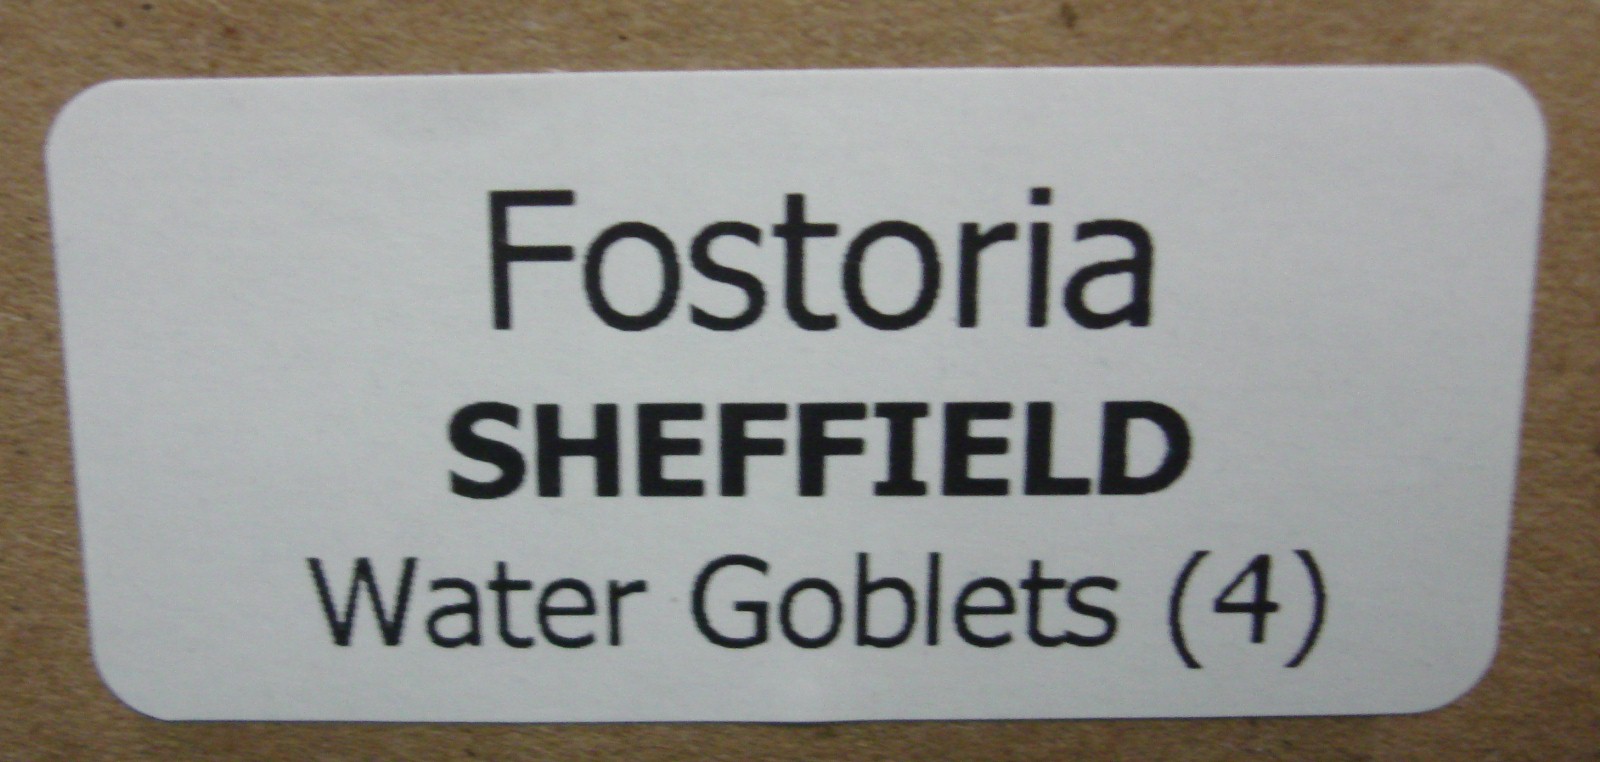 Fostoria
SHEFFIELD
Water Goblets (4)